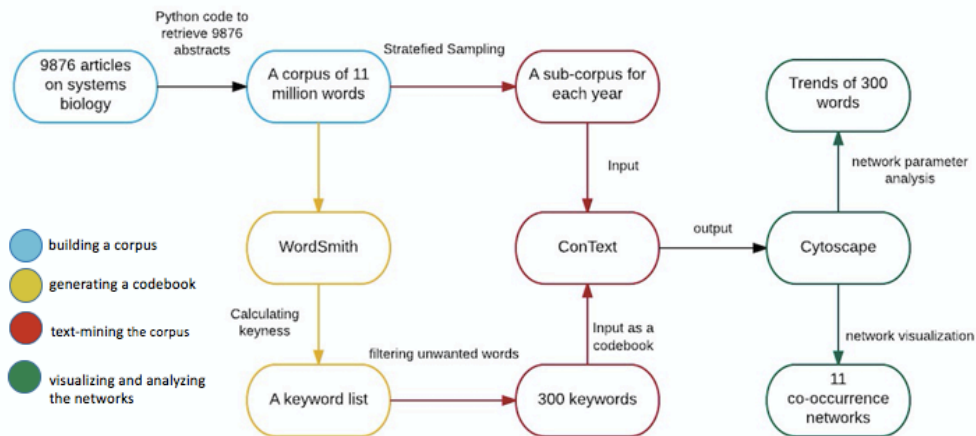 Python code to
retrieve 9876
abstracts
Stratefied Sampling
9876 articles
on systems
biology
A corpus of 11
million words
A sub-corpus for
each year
Trends of 300
words
Input
network parameter
analysis
building a corpus
generating a codebook
text-mining the corpus
visualizing and analyzing
the networks
WordSmith
ConText
output
Cytoscape
Calculating
keyness
Input as a
codebook
network visualization
filtering unwanted words
A keyword list
300 keywords
11
co-occurrence
networks